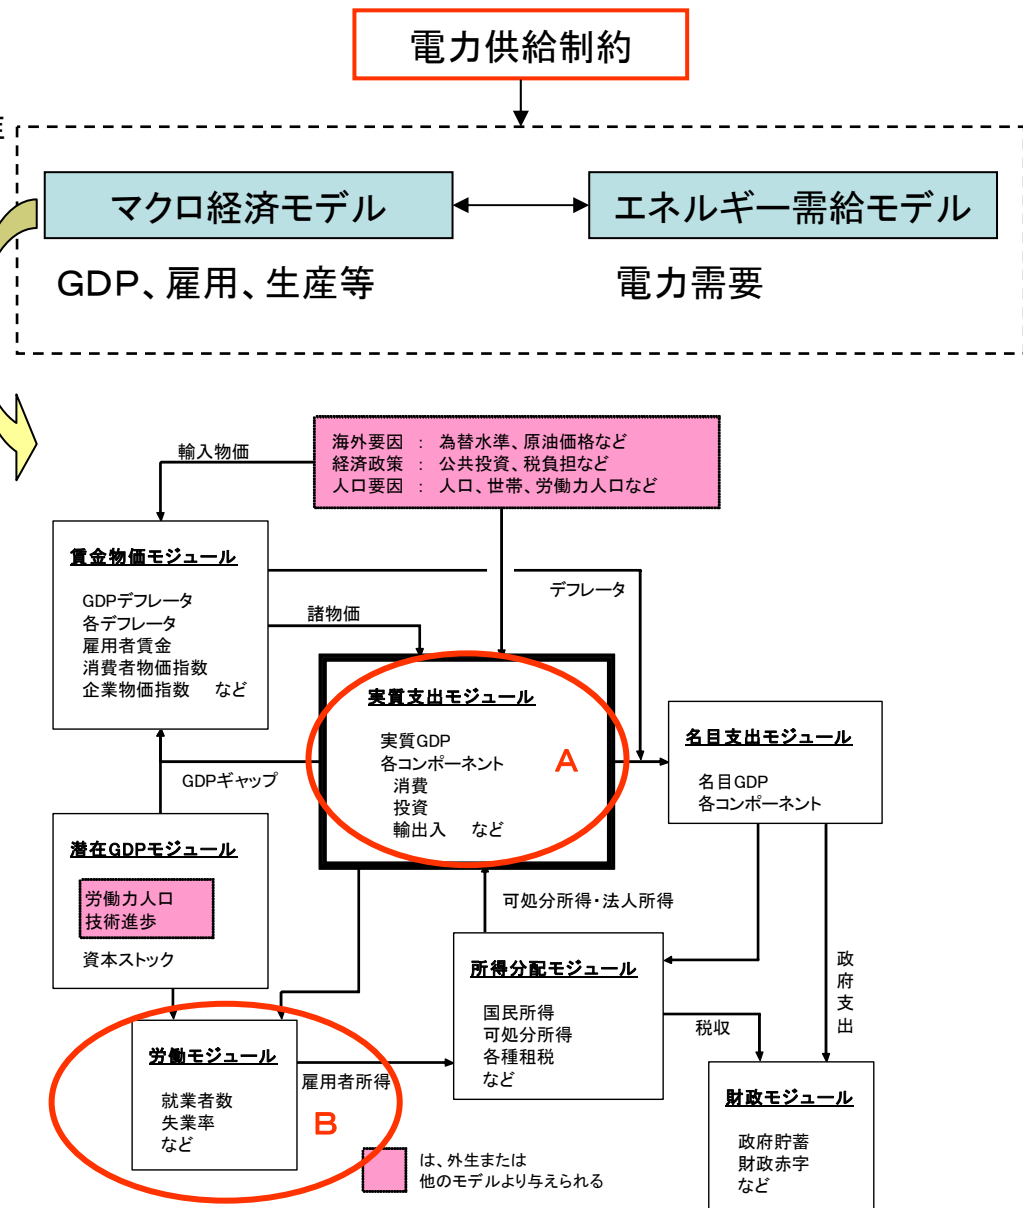 電力供給制約
マクロ経済モデル
エネルギー需給モデル
GDP、雇用、生産等
電力需要
海外要因 ： 為替水準、原油価格など
経済政策 ： 公共投資、税負担など
人口要因 ： 人口、世帯、労働力人口など
輸入物価
賃金物価モジュール
GDPデフレータ
各デフレータ
雇用者賃金
消費者物価指数
企業物価指数 など
デフレータ
諸物価
実質支出モジュール
実質GDP
各コンポーネント
消費
投資
輸出入 など
A
名目支出モジュール
名目GDP
各コンポーネント
GDPギャップ
潜在GDPモジュール
労働力人口
技術進歩
資本ストック
可処分所得・法人所得
所得分配モジュール
国民所得
可処分所得
各種租税
など
政府支出
税収
労働モジュール
就業者数
失業率
など
B
雇用者所得
財政モジュール
政府貯蓄
財政赤字
など
は、外生または
他のモデルより与えられる